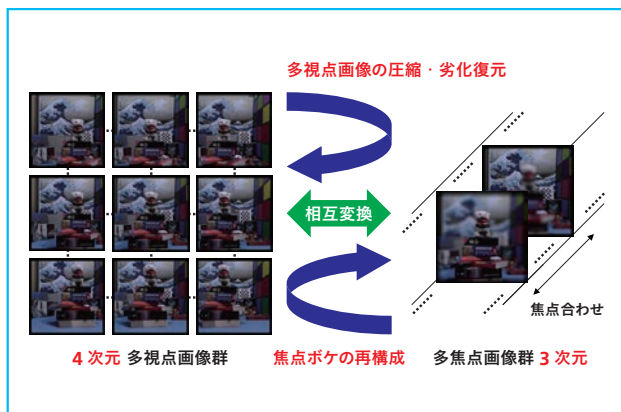 多視点画像の圧縮・劣化復元
相互変換
焦点合わせ
4次元 多視点画像群
焦点ボケの再構成
多焦点画像群 3次元